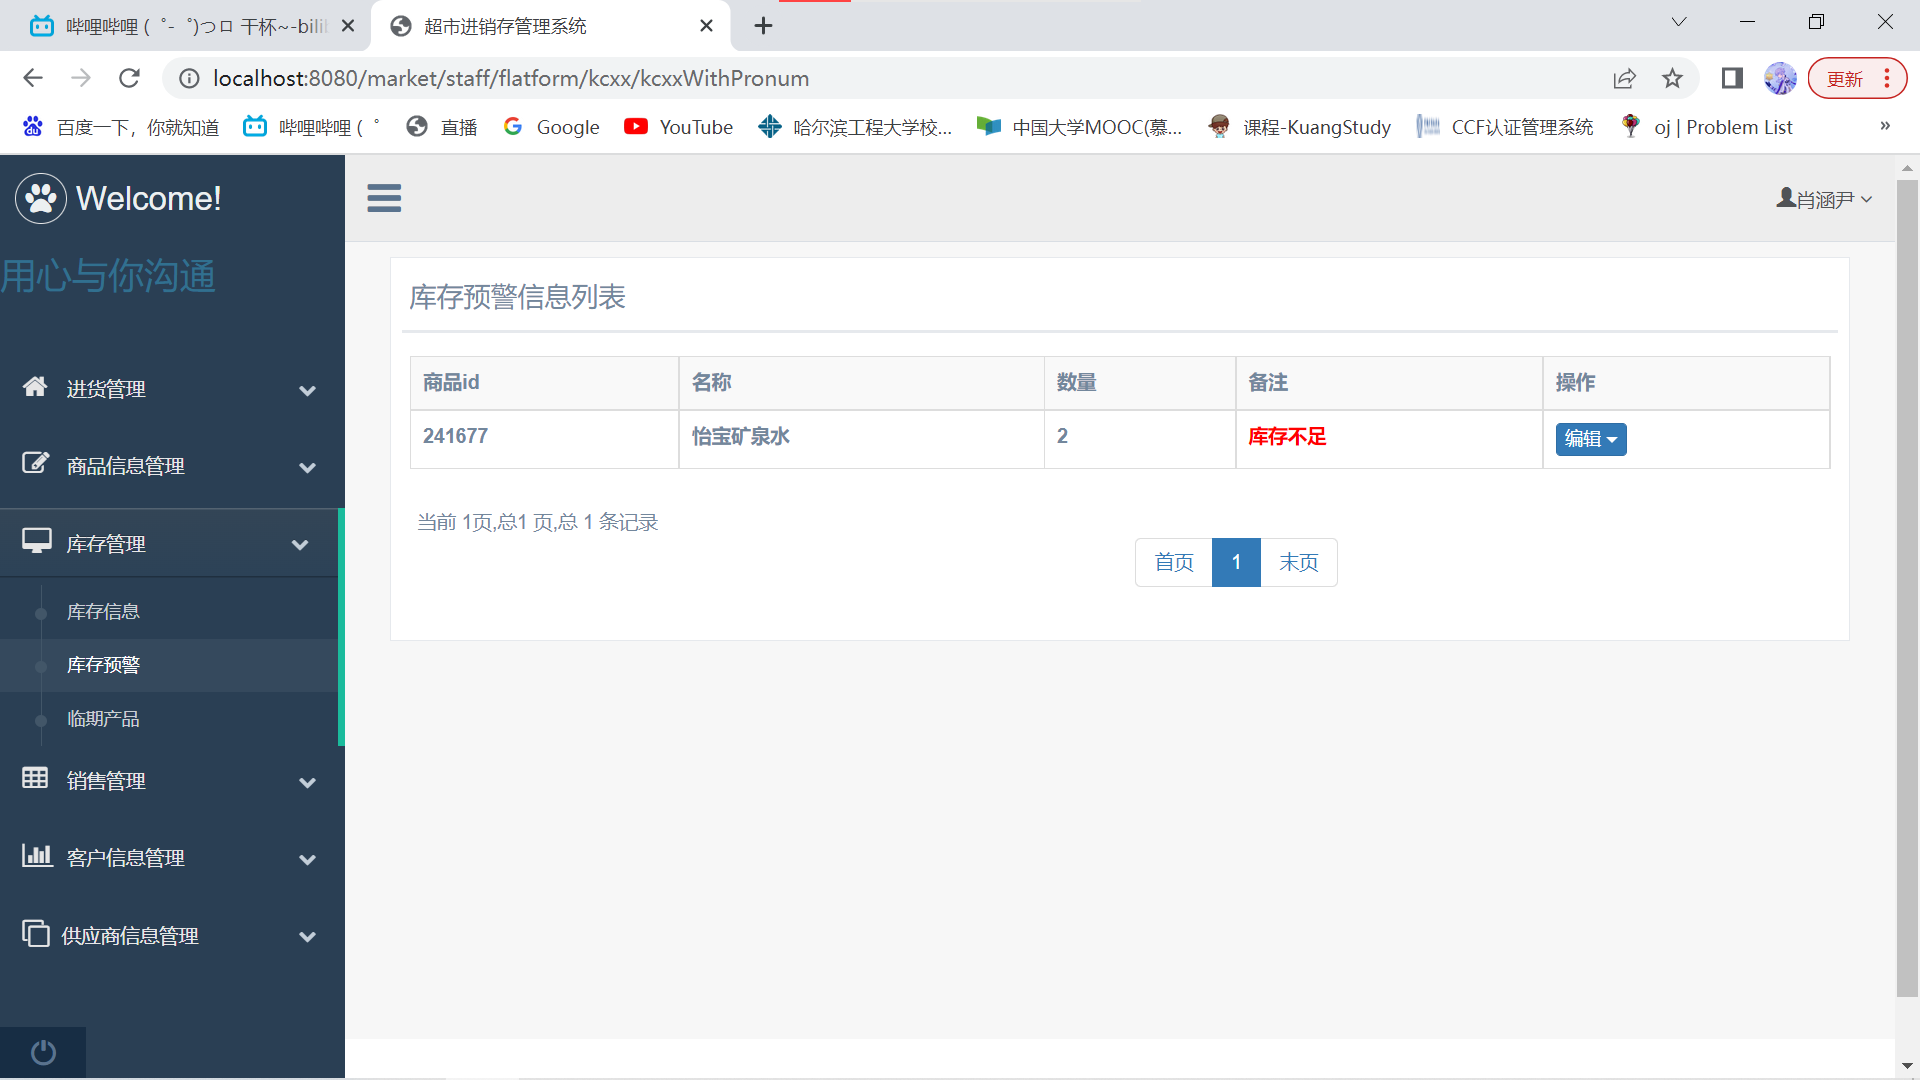 哔哩哔哩 (゜-゜)つロ 干杯~-bili
超市进销存管理系统
localhost:8080/market/staff/flatform/kcxx/kcxxWithPronum
更新
百度一下，你就知道
哔哩哔哩 (゜
直播
Google
YouTube
哈尔滨工程大学校...
中国大学MOOC(慕...
课程-KuangStudy
CCF认证管理系统
oj | Problem List
»
Welcome!
肖涵尹
用心与你沟通
进货管理
商品信息管理
库存管理
库存信息
库存预警
临期产品
销售管理
客户信息管理
供应商信息管理
库存预警信息列表
商品id 名称 数量 备注 操作
241677 怡宝矿泉水 2 库存不足 编辑
当前 1页,总1 页,总 1 条记录
首页 1 末页